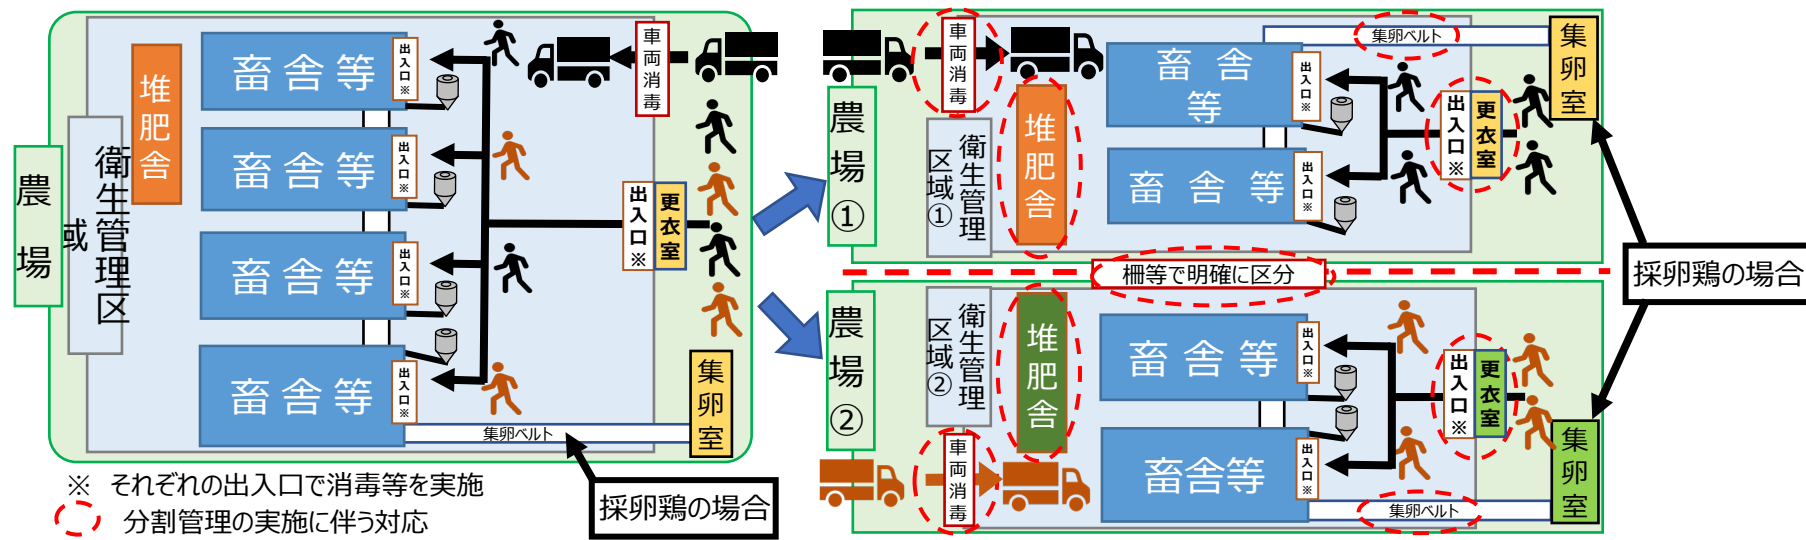 農場
衛生管理区域
堆肥舎
畜舎等
出入口※
畜舎等
出入口※
畜舎等
出入口※
畜舎等
出入口※
車両消毒
出入口※
更衣室
集卵室
集卵ベルト
採卵鶏の場合
※ それぞれの出入口で消毒等を実施
分割管理の実施に伴う対応
農場①
衛生管理
区域①
車両消毒
堆肥舎
畜舎
等
出入口※
畜舎等
出入口※
集卵ベルト
出入口※
更衣室
集卵室
柵等で明確に区分
採卵鶏の場合
農場②
衛生管理
区域②
車両消毒
堆肥舎
畜舎等
出入口※
畜舎等
出入口※
集卵ベルト
出入口※
更衣室
集卵室